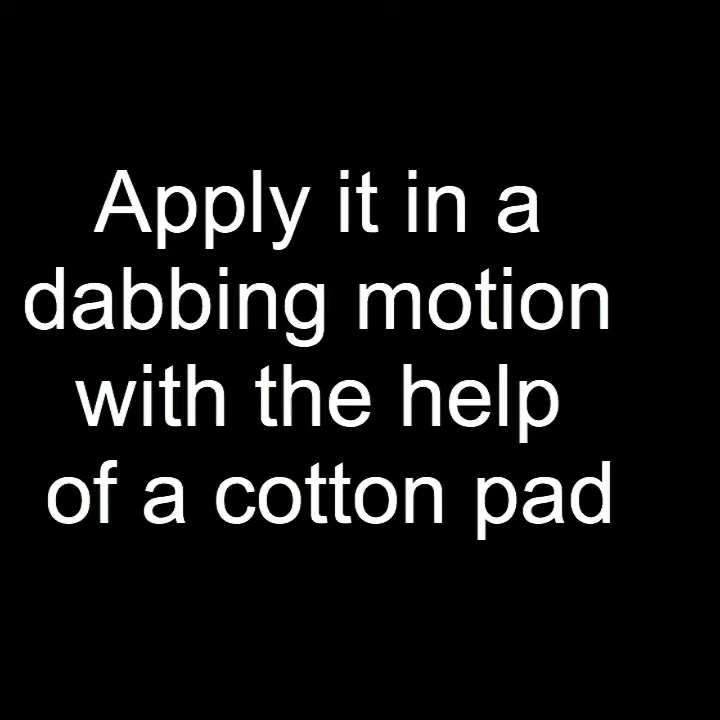 Apply it in a
dabbing motion
with the help
of a cotton pad